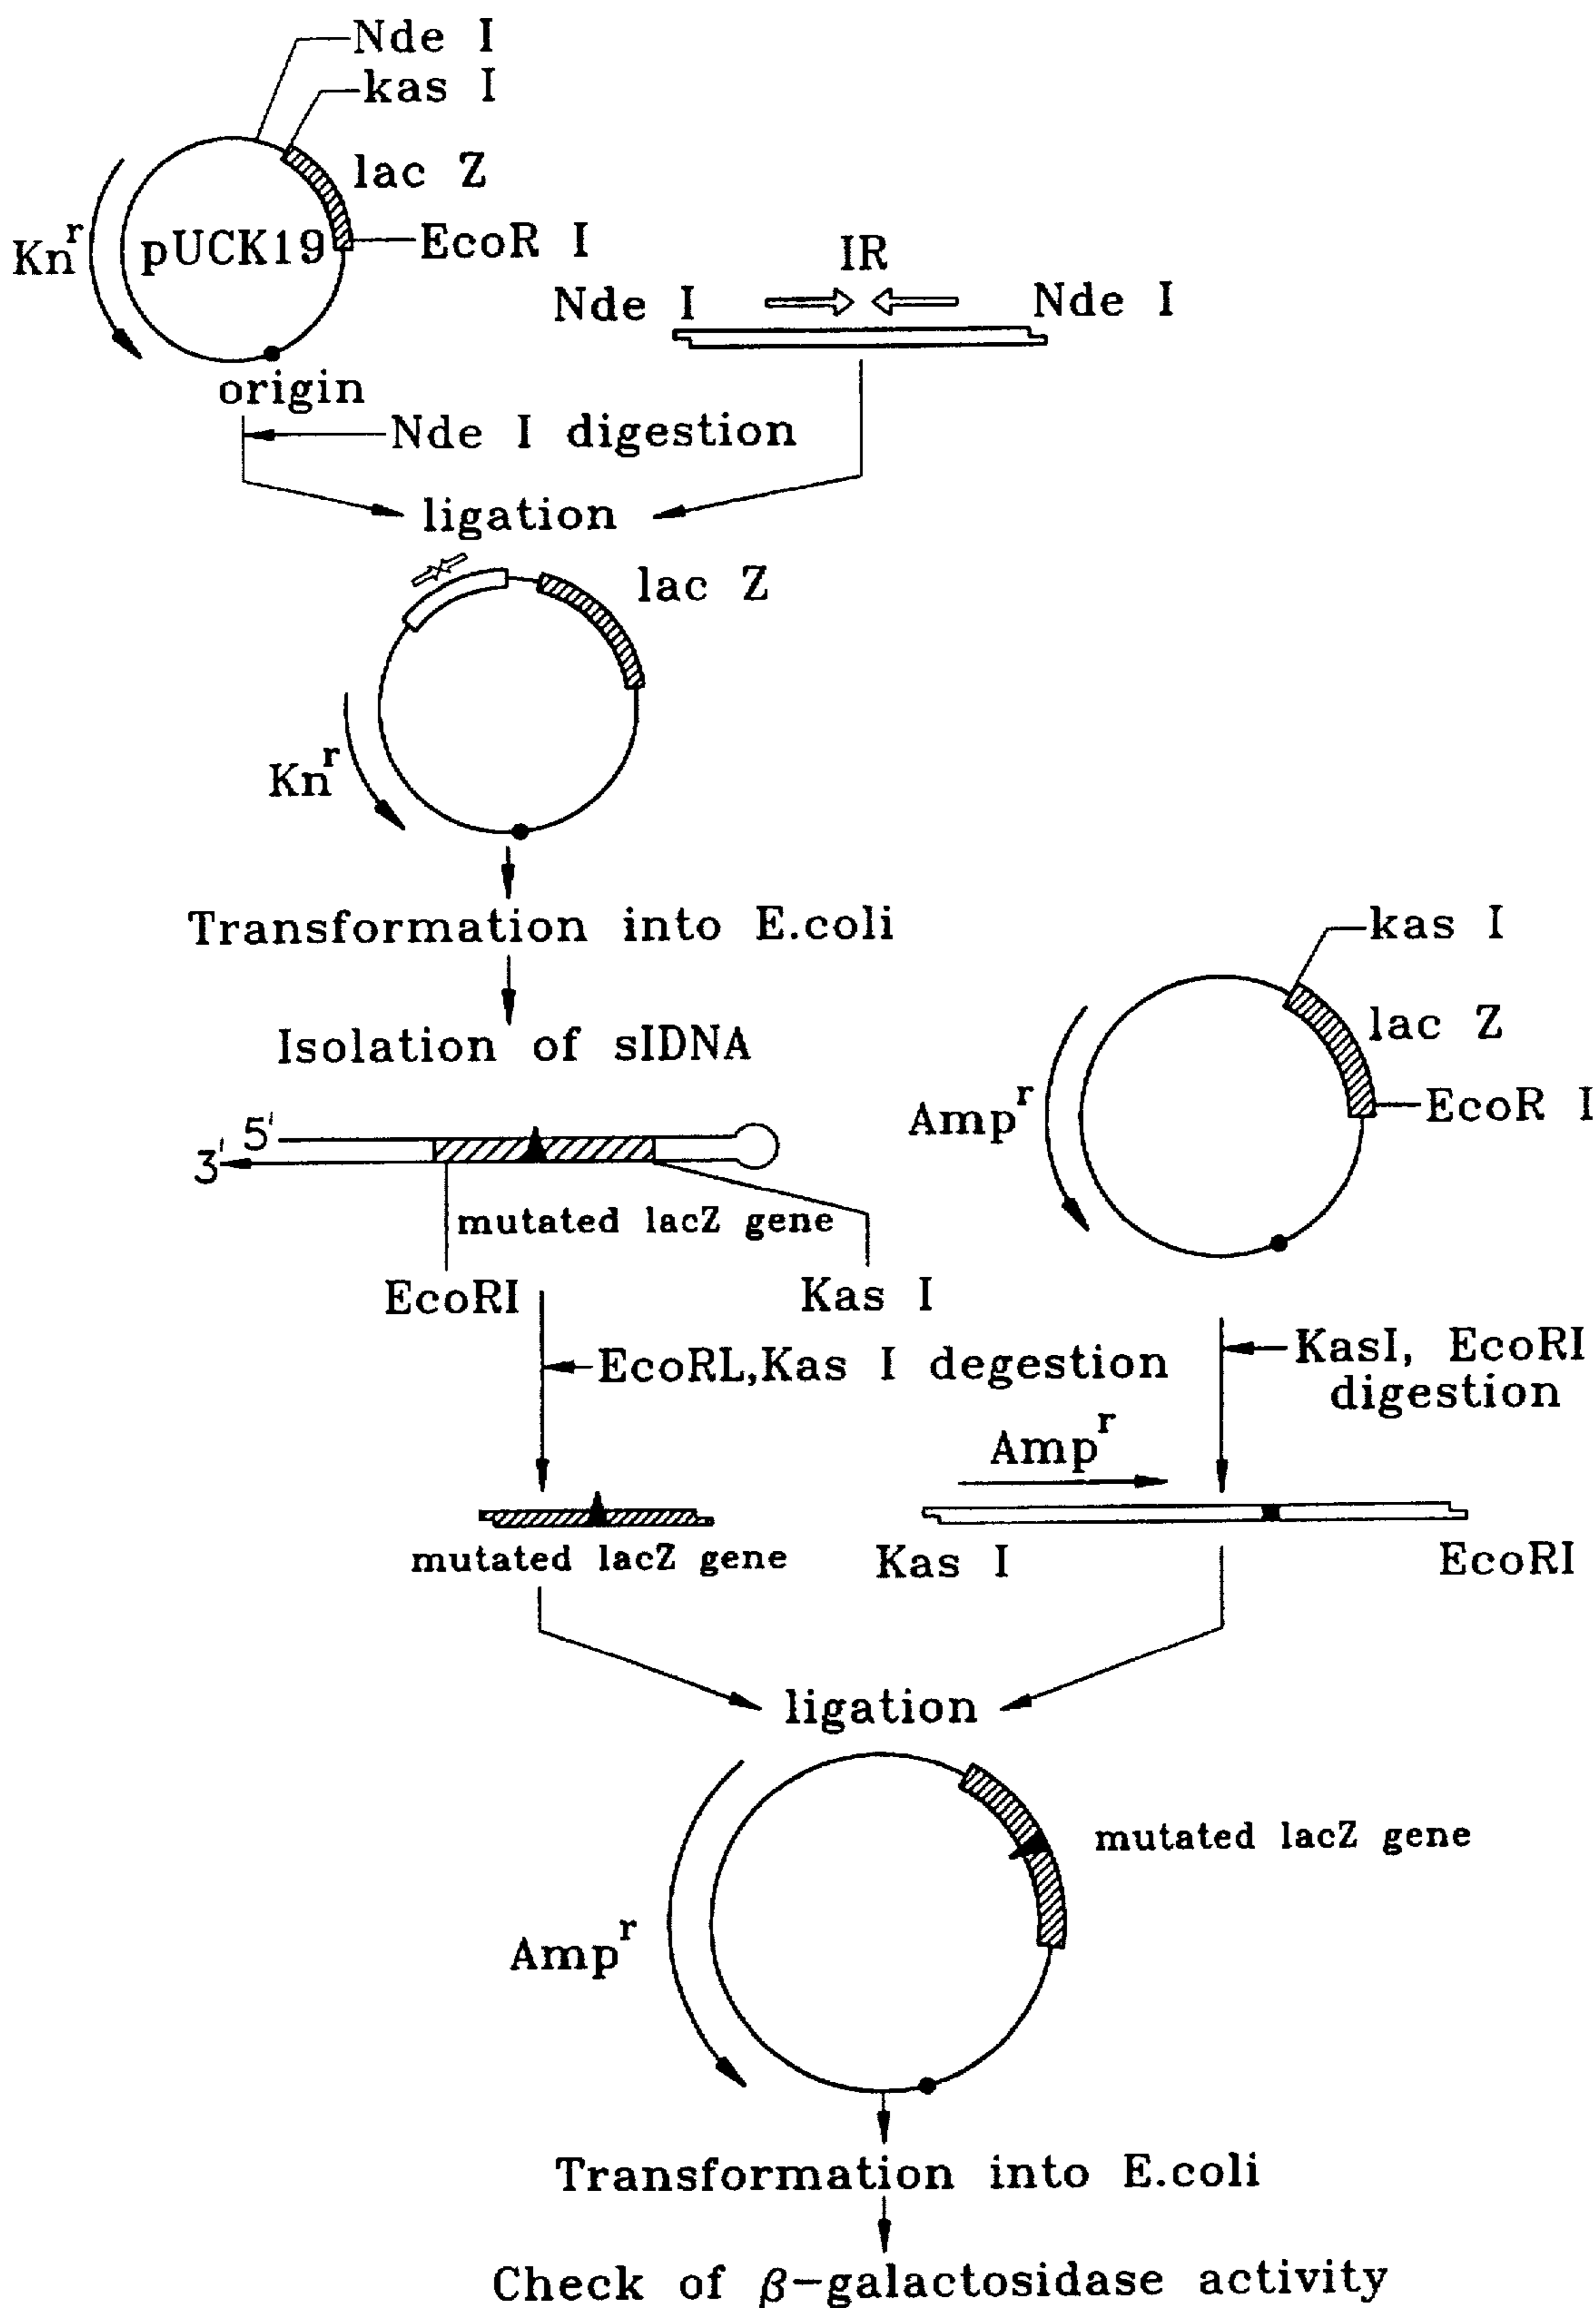 Nde I
kas I
lac Z
Kn^r
pUCK19
EcoR I
IR
Nde I
Nde I
origin
Nde I digestion
ligation
lac Z
Kn^r
Transformation into E.coli
kas I
Isolation of slDNA
lac Z
Amp^r
EcoR I
5'
3'
mutated lacZ gene
EcoRI
Kas I
EcoRL,Kas I degestion
KasI, EcoRI
digestion
Amp^r
mutated lacZ gene
Kas I
EcoRI
ligation
mutated lacZ gene
Amp^r
Transformation into E.coli
Check of β-galactosidase activity